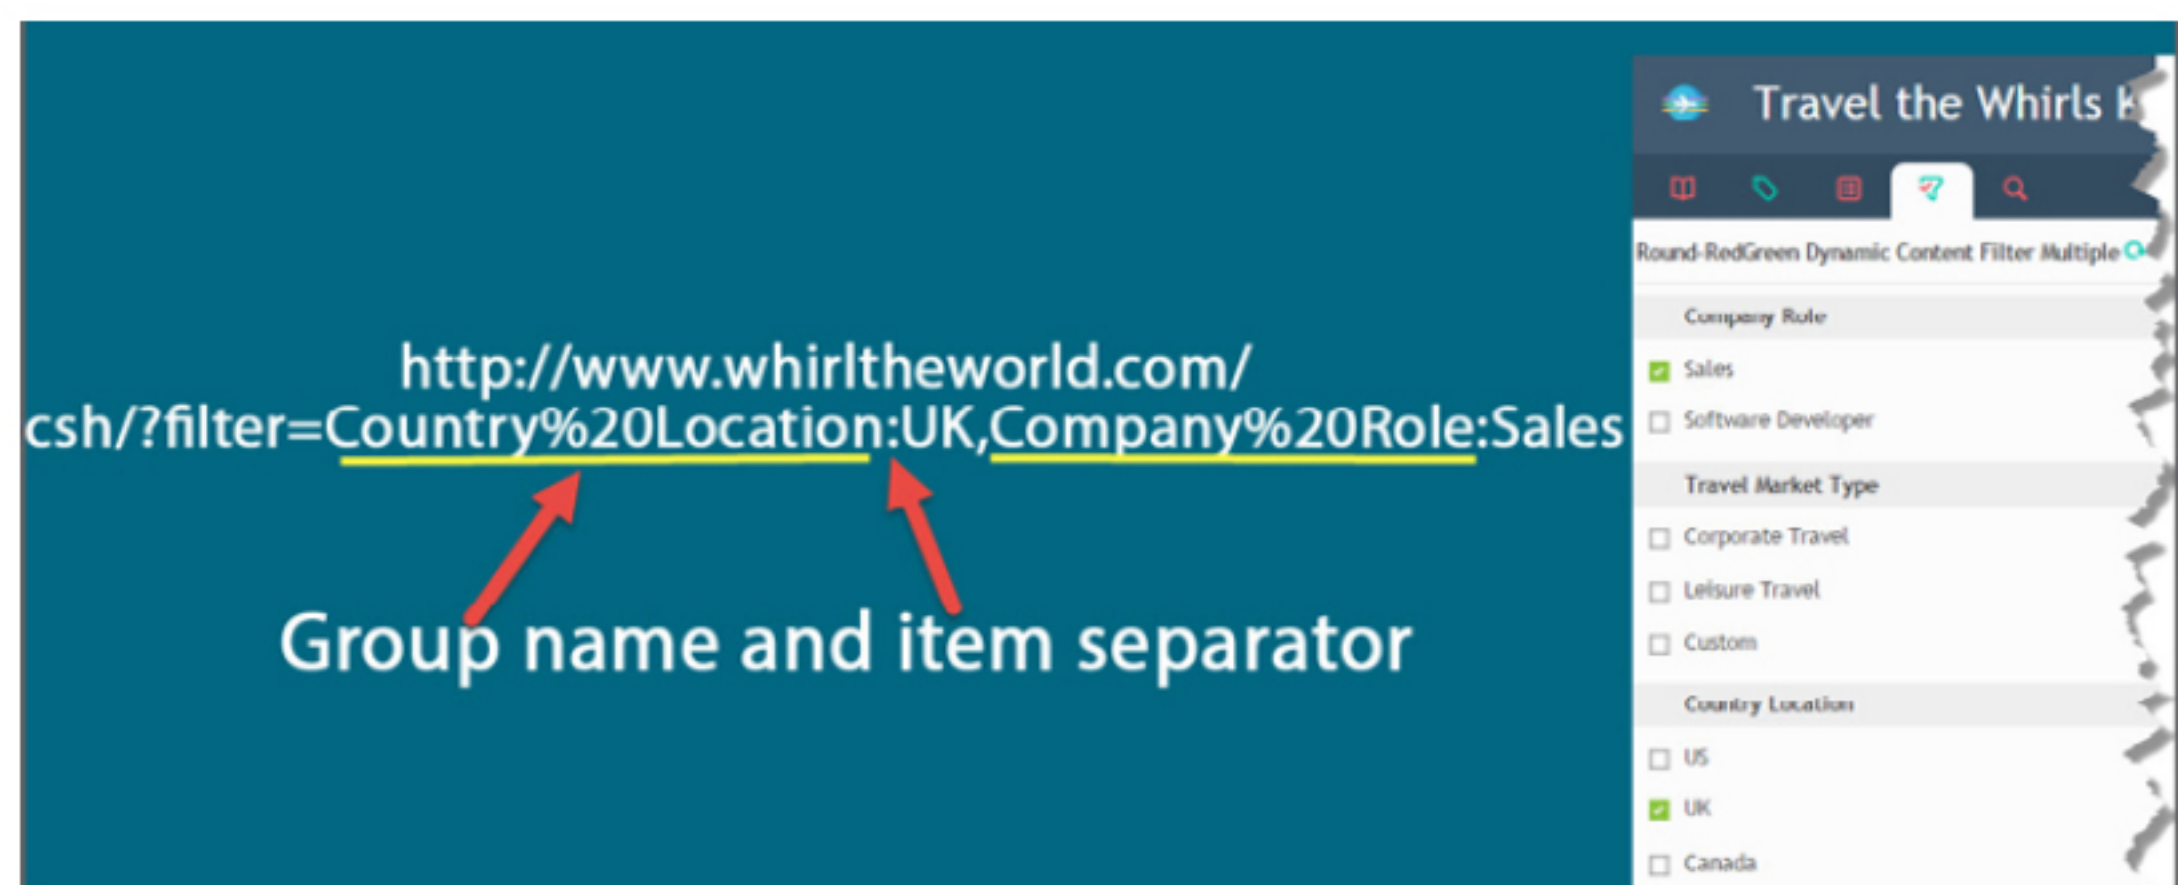 http://www.whirltheworld.com/
csh/?filter=Country%20Location:UK,Company%20Role:Sales
Group name and item separator
Travel the Whirls
Round-RedGreen Dynamic Content Filter Multiple
Company Role
Sales
Software Developer
Travel Market Type
Corporate Travel
Leisure Travel
Custom
Country Location
US
UK
Canada